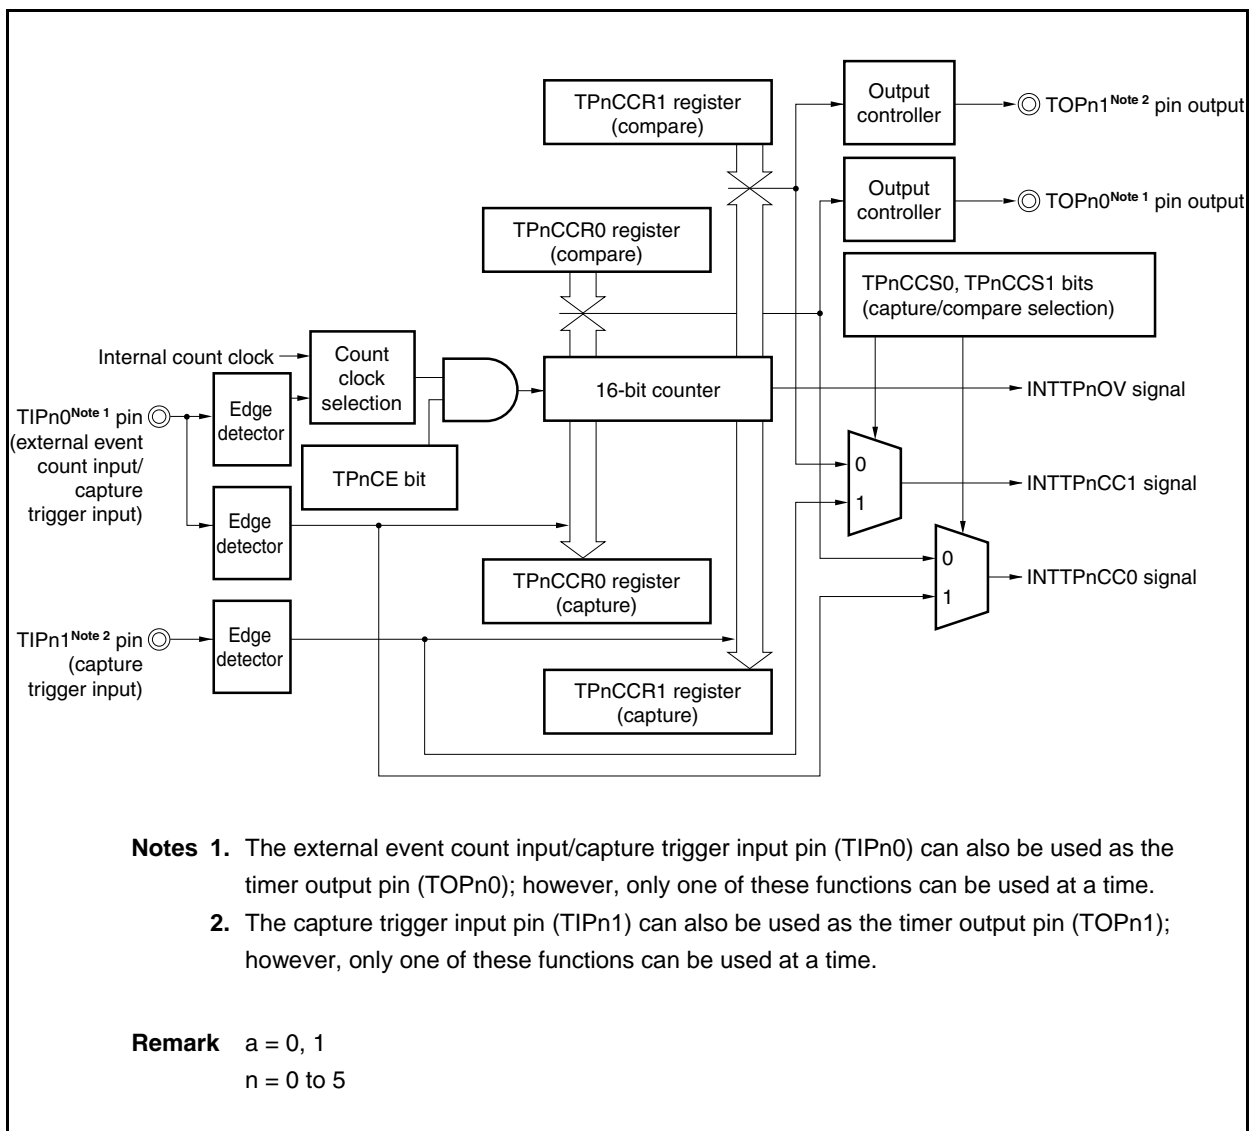 TPnCCR1 register
(compare)
Output
controller
TOPn1Note 2 pin output
Output
controller
TOPn0Note 1 pin output
TPnCCR0 register
(compare)
TPnCCS0, TPnCCS1 bits
(capture/compare selection)
Internal count clock
Count
clock
selection
16-bit counter
INTTPnOV signal
TIPn0Note 1 pin
(external event
count input/
capture
trigger input)
Edge
detector
TPnCE bit
0
1
INTTPnCC1 signal
Edge
detector
TPnCCR0 register
(capture)
0
1
INTTPnCC0 signal
TIPn1Note 2 pin
(capture
trigger input)
Edge
detector
TPnCCR1 register
(capture)
Notes 1. The external event count input/capture trigger input pin (TIPn0) can also be used as the
timer output pin (TOPn0); however, only one of these functions can be used at a time.
2. The capture trigger input pin (TIPn1) can also be used as the timer output pin (TOPn1);
however, only one of these functions can be used at a time.
Remark a = 0, 1
n = 0 to 5